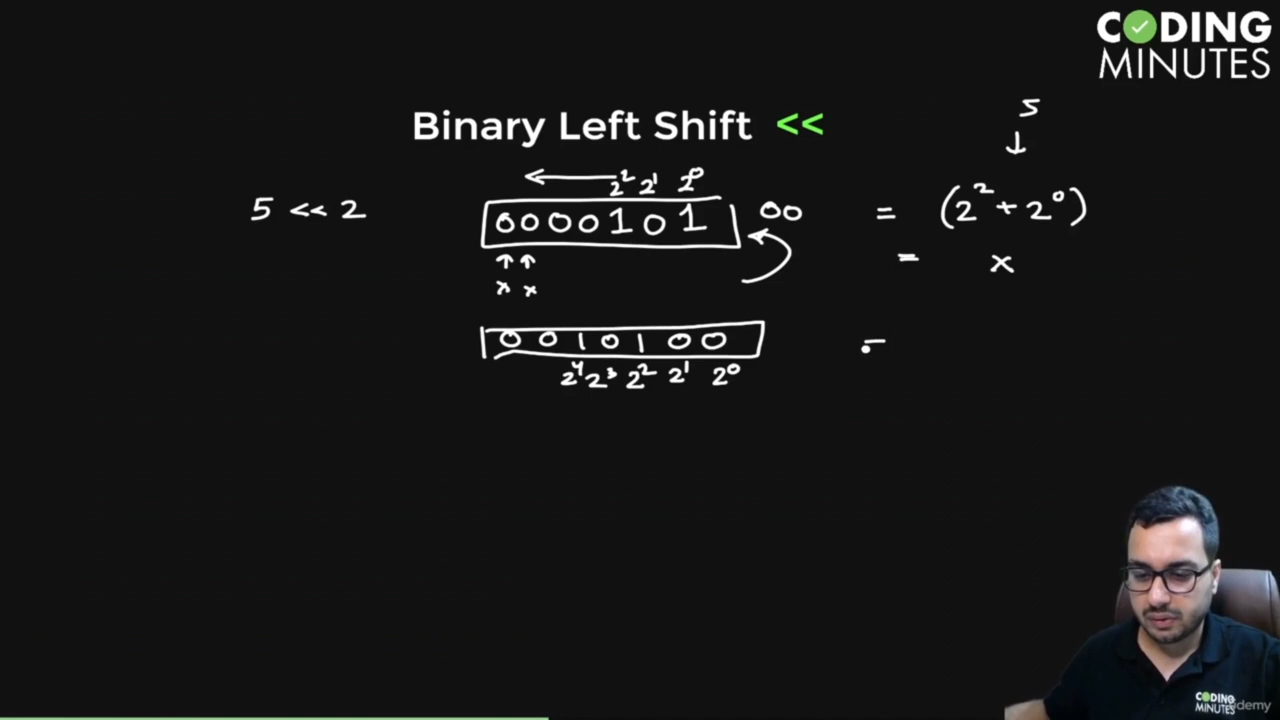 CODING
MINUTES
5
↓
Binary Left Shift <<
← 2² 2¹ 2⁰
5 << 2 0000101 00 = (2² + 2⁰)
↑ ↑ = x
x x
0010100 =
2⁴ 2³ 2² 2¹ 2⁰
CODING
MINUTES
udemy